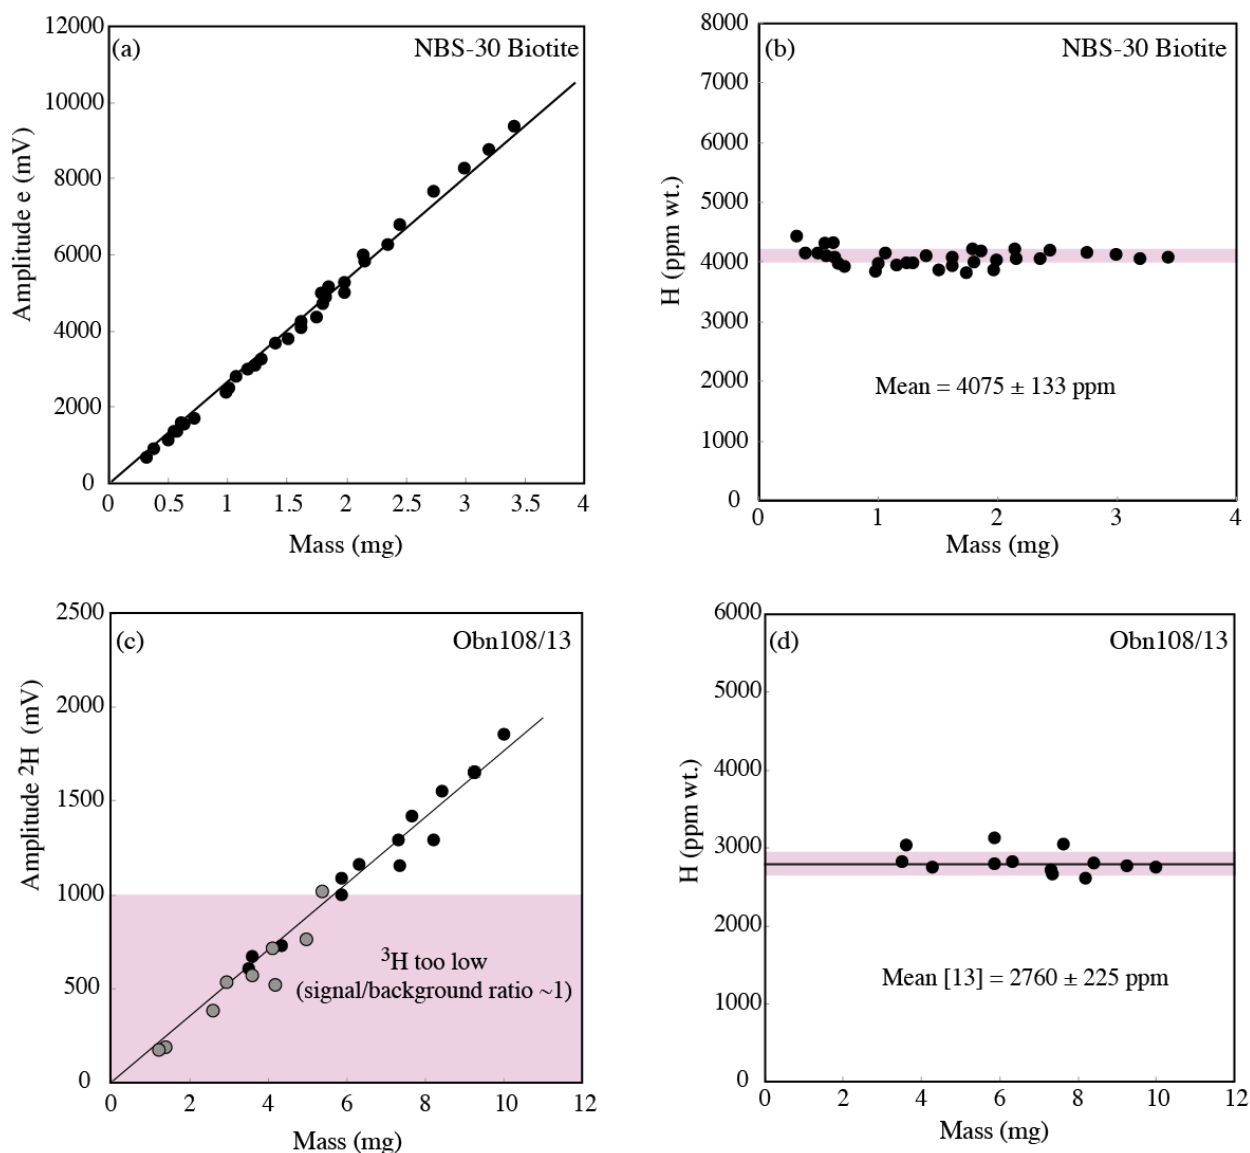 (a)
NBS-30 Biotite
12000
10000
8000
6000
4000
2000
0
Amplitude e (mV)
0 0.5 1 1.5 2 2.5 3 3.5 4
Mass (mg)
(b)
NBS-30 Biotite
8000
7000
6000
5000
4000
3000
2000
1000
0
H (ppm wt.)
Mean = 4075 ± 133 ppm
0 1 2 3 4
Mass (mg)
(c)
Obn108/13
2500
2000
1500
1000
500
0
Amplitude ²H (mV)
³H too low
(signal/background ratio ~1)
0 2 4 6 8 10 12
Mass (mg)
(d)
Obn108/13
6000
5000
4000
3000
2000
1000
0
H (ppm wt.)
Mean [13] = 2760 ± 225 ppm
0 2 4 6 8 10 12
Mass (mg)